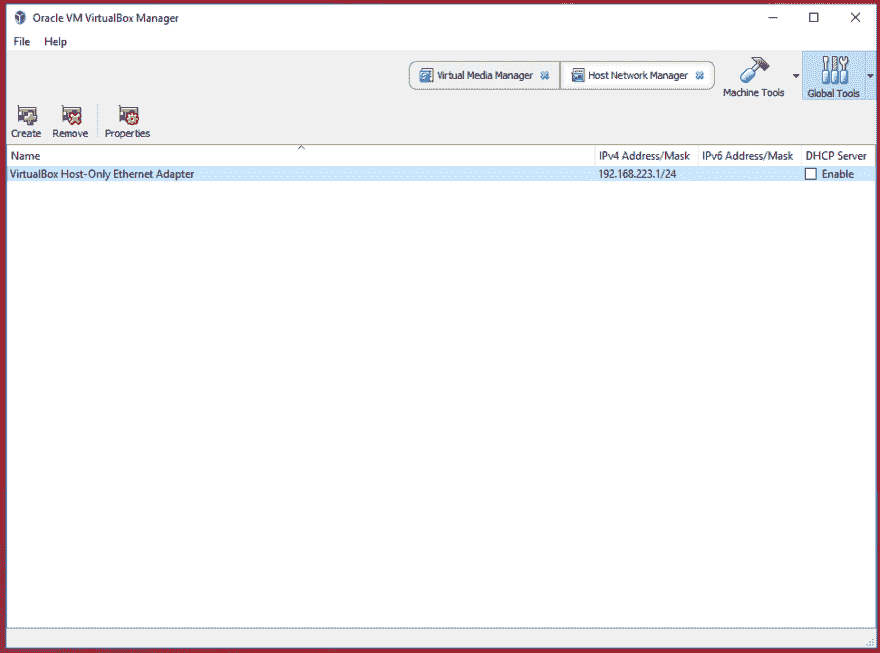 Oracle VM VirtualBox Manager
File Help
Virtual Media Manager Host Network Manager
Machine Tools Global Tools
Create Remove Properties
Name IPv4 Address/Mask IPv6 Address/Mask DHCP Server
VirtualBox Host-Only Ethernet Adapter 192.168.223.1/24 Enable